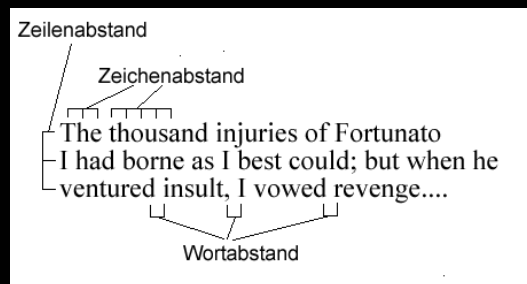 Zeilenabstand
Zeichenabstand
The thousand injuries of Fortunato
I had borne as I best could; but when he
ventured insult, I vowed revenge....
Wortabstand